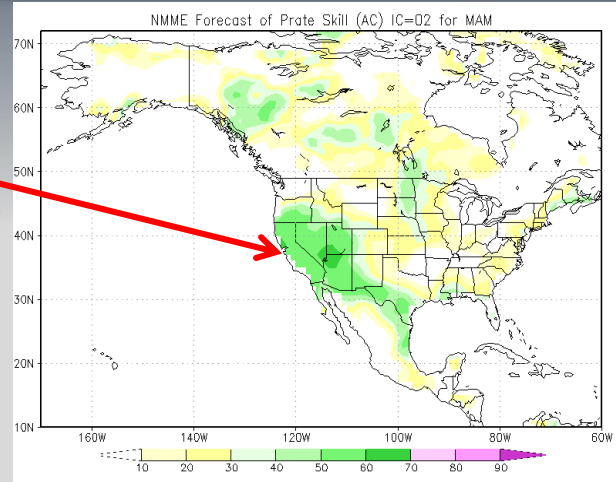 NMME Forecast of Prate Skill (AC) IC=02 for MAM
70N
60N
50N
40N
30N
20N
10N
160W 140W 120W 100W 80W 60W
10 20 30 40 50 60 70 80 90